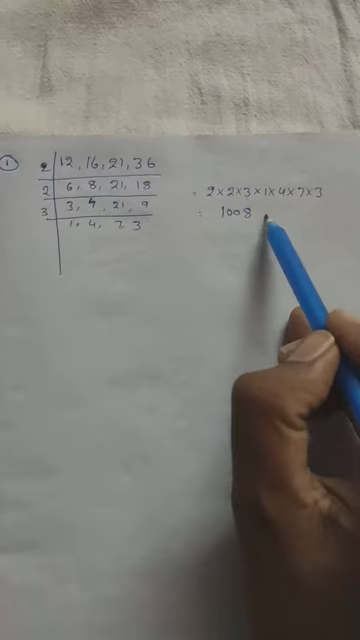 1
2 12, 16, 21, 36
2 6, 8, 21, 18
3 3, 4, 21, 9
1, 4, 7 3
= 2×2×3×1×4×7×3
= 1008